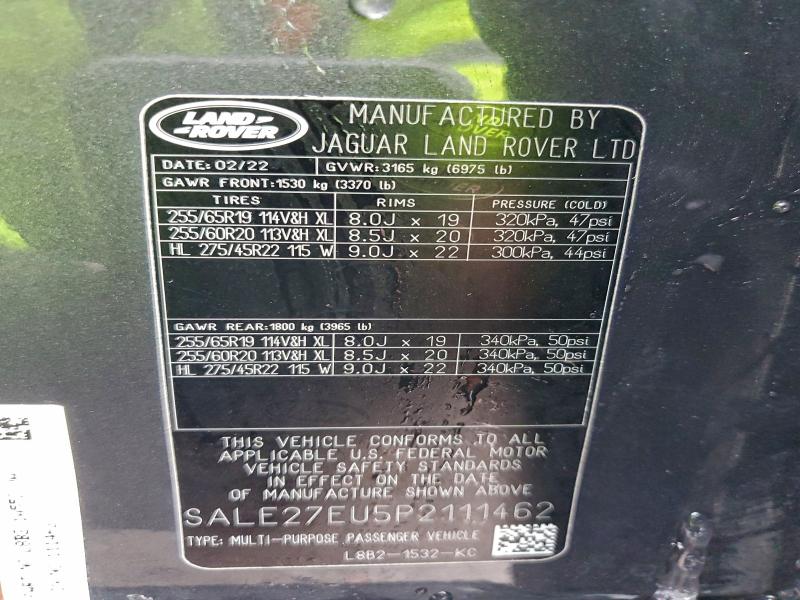 LAND
ROVER
MANUFACTURED BY
JAGUAR LAND ROVER LTD
DATE: 02/22 GVWR: 3165 kg (6975 lb)
GAWR FRONT: 1530 kg (3370 lb)
TIRES RIMS PRESSURE (COLD)
255/65R19 114V&H XL 8.0J x 19 320kPa, 47psi
255/60R20 113V&H XL 8.5J x 20 320kPa, 47psi
HL 275/45R22 115 W 9.0J x 22 300kPa, 44psi
GAWR REAR: 1800 kg (3965 lb)
255/65R19 114V&H XL 8.0J x 19 340kPa, 50psi
255/60R20 113V&H XL 8.5J x 20 340kPa, 50psi
HL 275/45R22 115 W 9.0J x 22 340kPa, 50psi
THIS VEHICLE CONFORMS TO ALL
APPLICABLE U.S. FEDERAL MOTOR
VEHICLE SAFETY STANDARDS
IN EFFECT ON THE DATE
OF MANUFACTURE SHOWN ABOVE
SALE27EU5P2111462
TYPE: MULTI-PURPOSE PASSENGER VEHICLE
L8B2-1532-KC